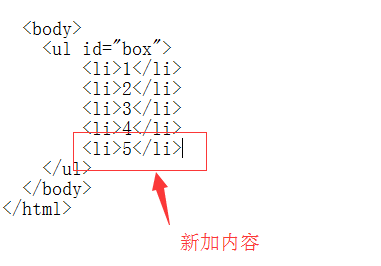 <body>
<ul id="box">
<li>1</li>
<li>2</li>
<li>3</li>
<li>4</li>
<li>5</li>
</ul>
</body>
</html>
新加内容